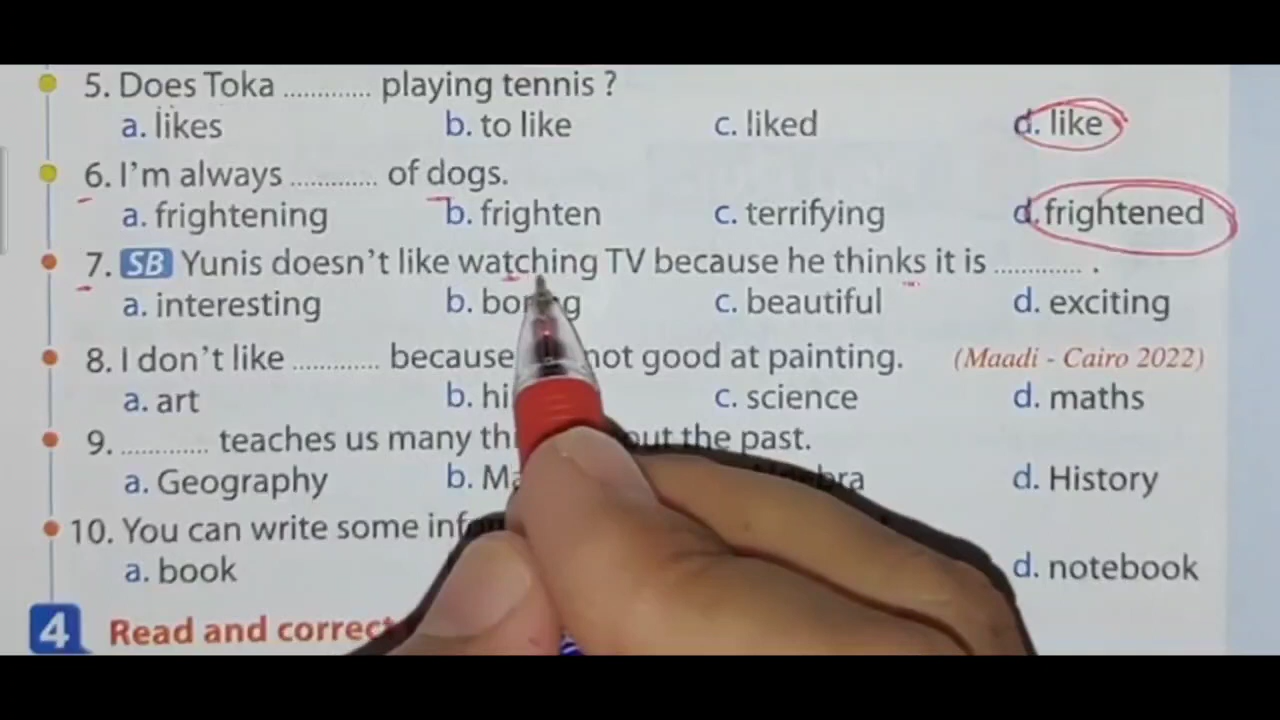 5. Does Toka ............. playing tennis ?
a. likes b. to like c. liked d. like
6. I'm always ............. of dogs.
a. frightening b. frighten c. terrifying d. frightened
7. SB Yunis doesn't like watching TV because he thinks it is ............. .
a. interesting b. boring c. beautiful d. exciting
8. I don't like ............. because not good at painting. (Maadi - Cairo 2022)
a. art b. c. science d. maths
9. ............. teaches us many the past.
a. Geography b. d. History
10. You can write some
a. book d. notebook
4 Read and correct